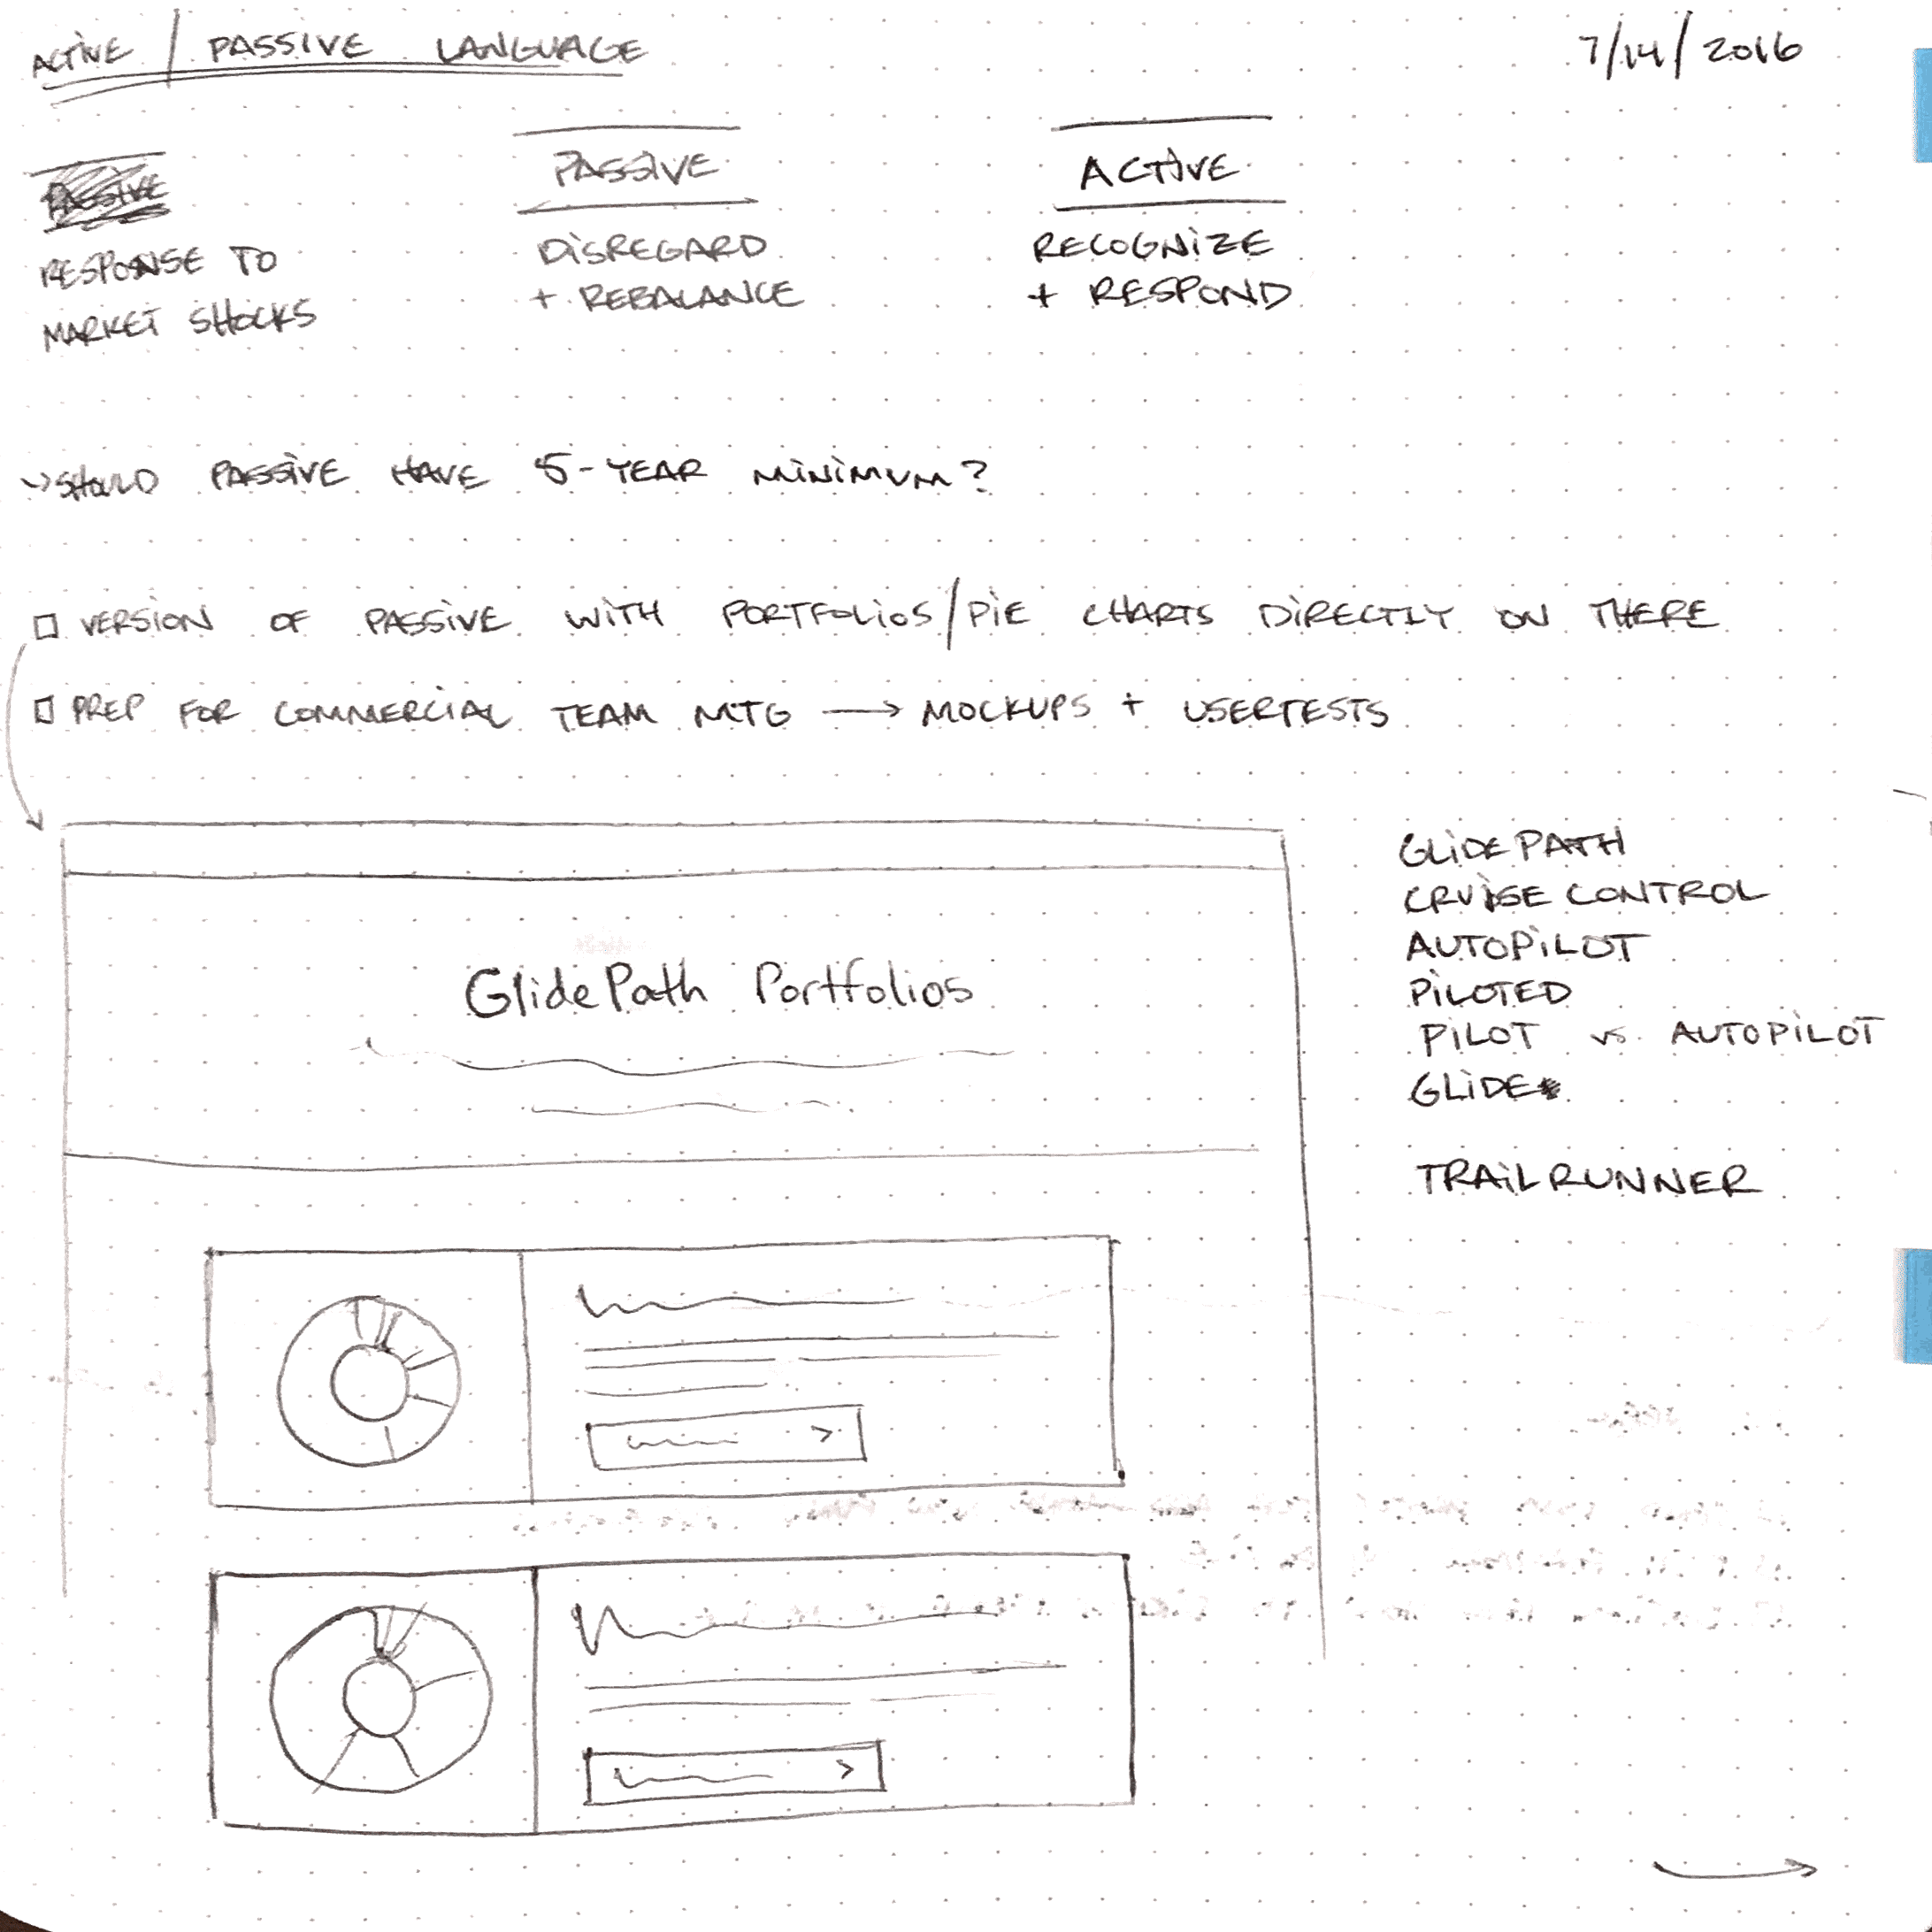 ACTIVE / PASSIVE LANGUAGE
7/14/2016
PASSIVE
PASSIVE
ACTIVE
RESPONSE TO
MARKET SHOCKS
DISREGARD
+ REBALANCE
RECOGNIZE
+ RESPOND
SHOULD PASSIVE HAVE 5-YEAR MINIMUM?
VERSION OF PASSIVE WITH PORTFOLIOS/PIE CHARTS DIRECTLY ON THERE
PREP FOR COMMERCIAL TEAM MTG → MOCKUPS + USERTESTS
GlidePath Portfolios
GLIDEPATH
CRUISE CONTROL
AUTOPILOT
PILOTED
PILOT vs. AUTOPILOT
GLIDE
TRAILRUNNER